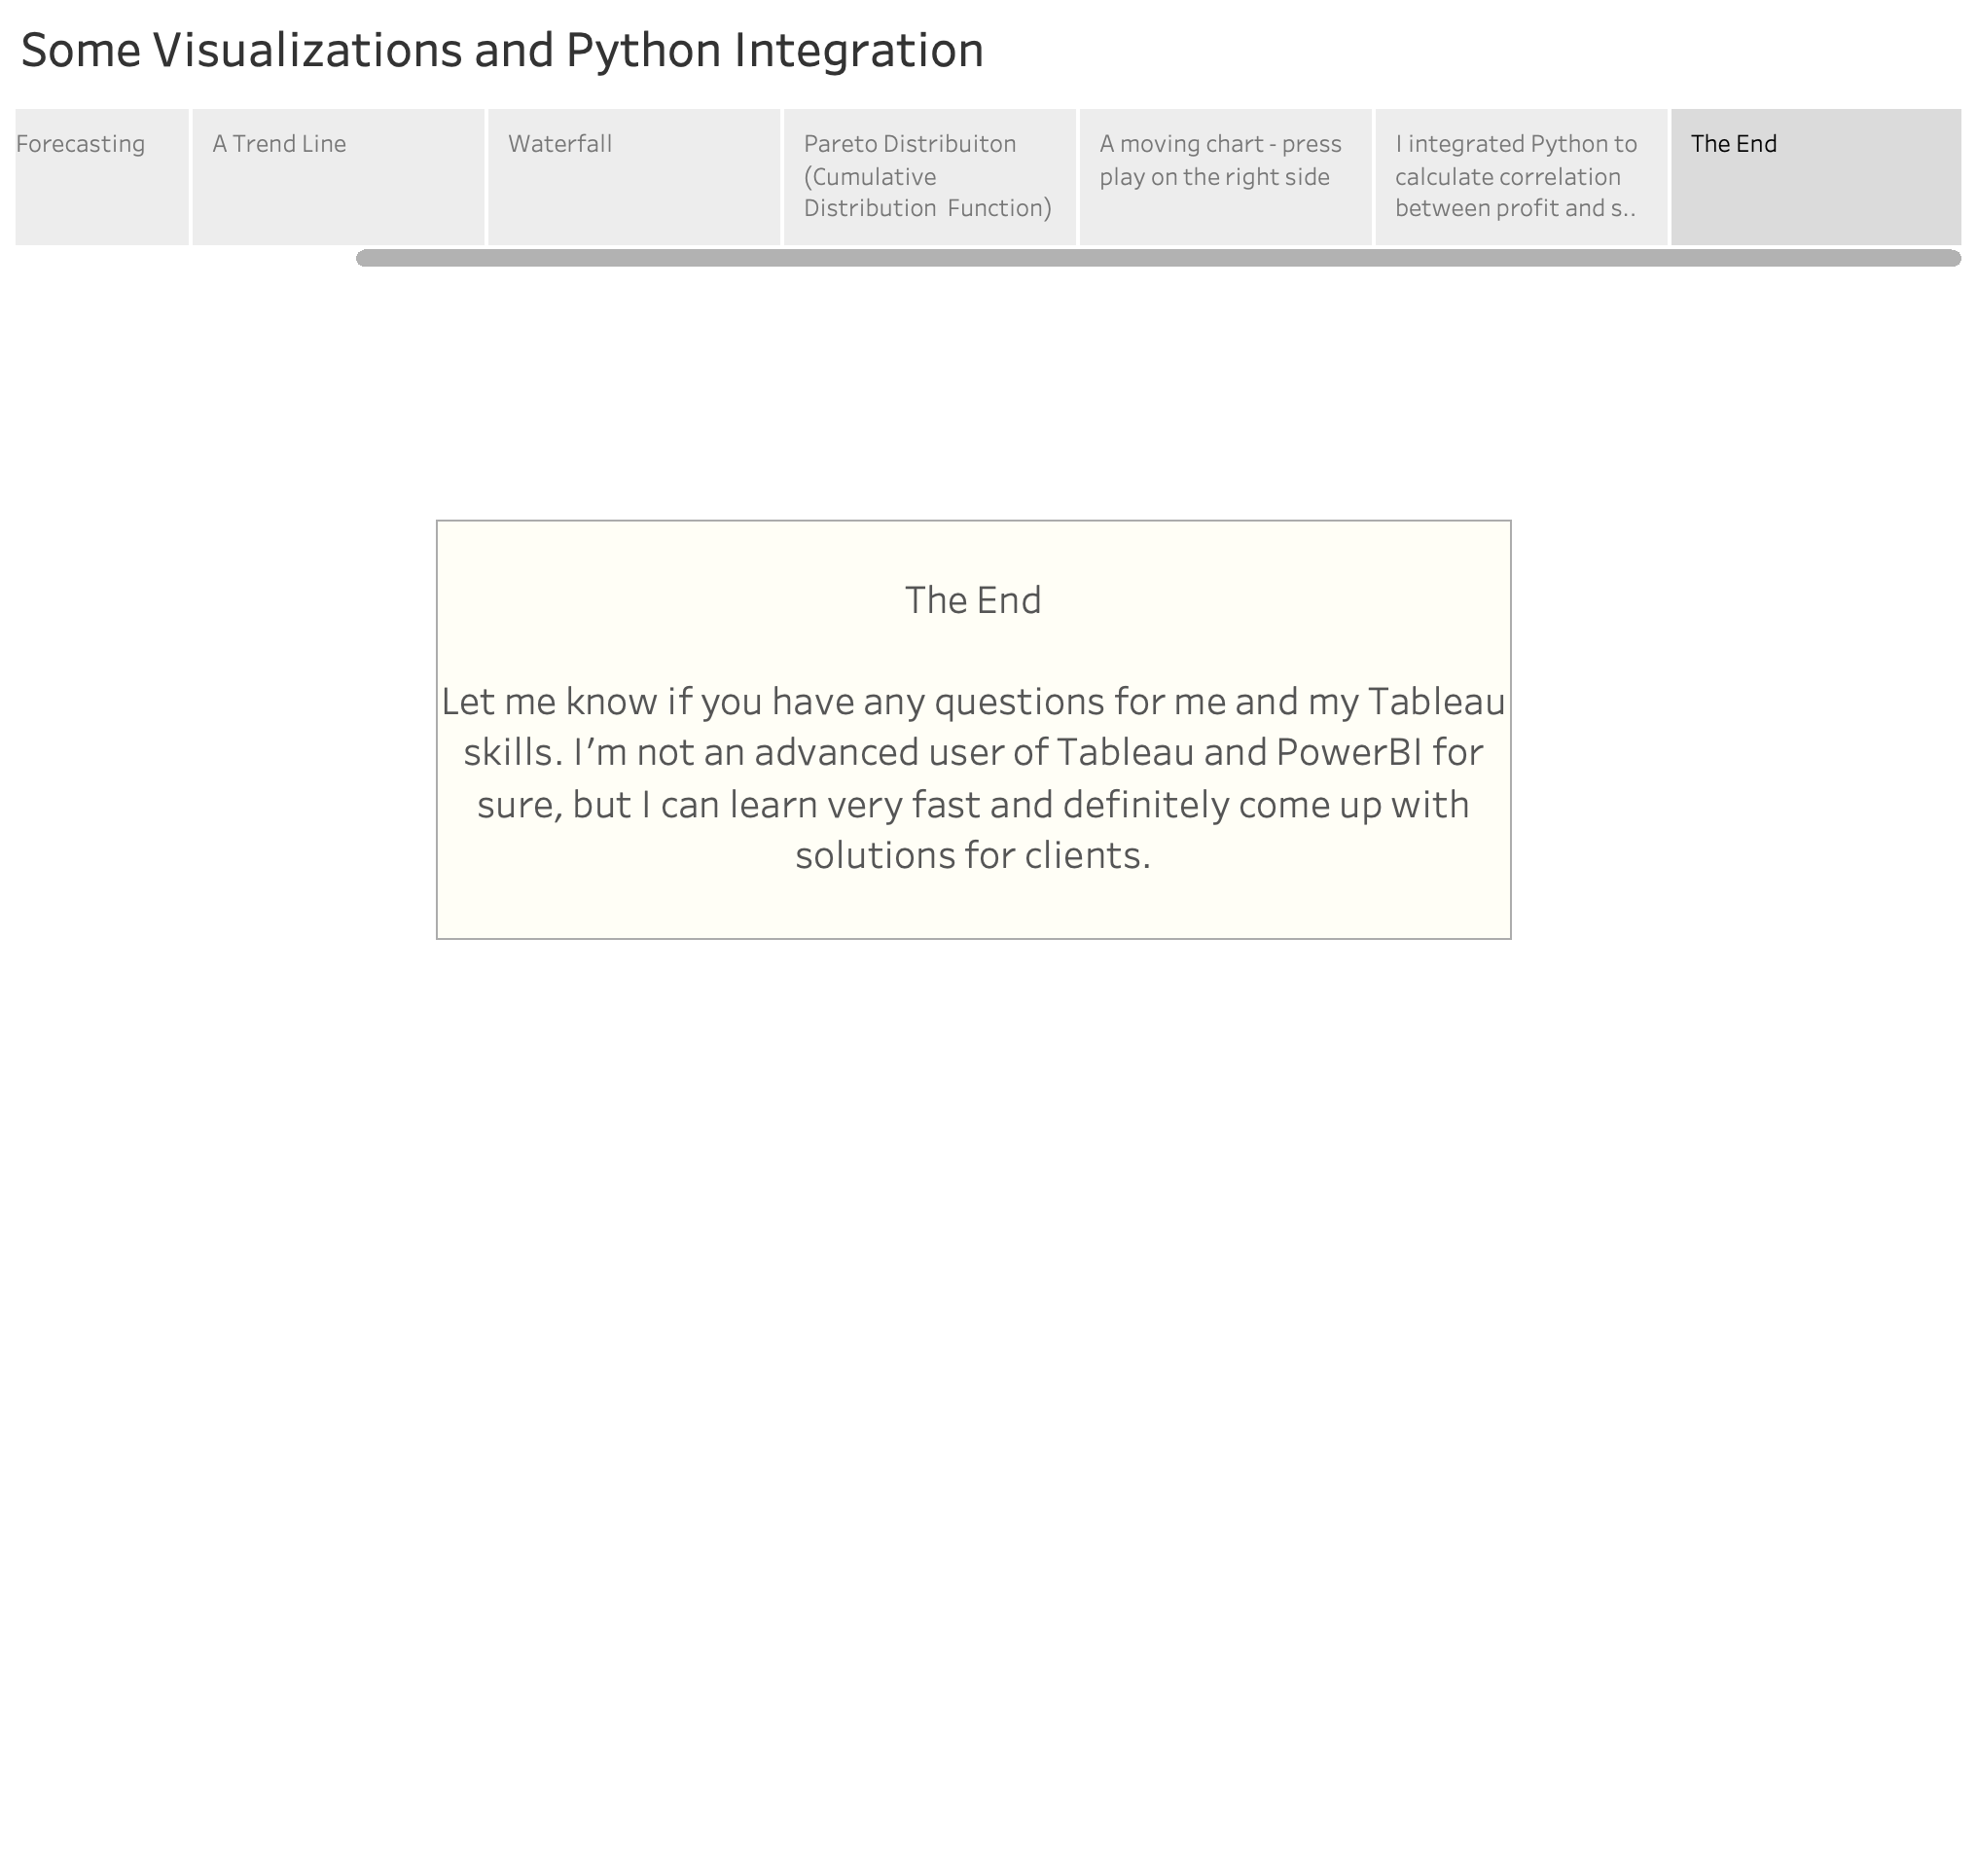 Some Visualizations and Python Integration
Forecasting
A Trend Line
Waterfall
Pareto Distribuiton
(Cumulative
Distribution  Function)
A moving chart - press
play on the right side
I integrated Python to
calculate correlation
between profit and s..
The End
The End
Let me know if you have any questions for me and my Tableau
skills. I’m not an advanced user of Tableau and PowerBI for
sure, but I can learn very fast and definitely come up with
solutions for clients.